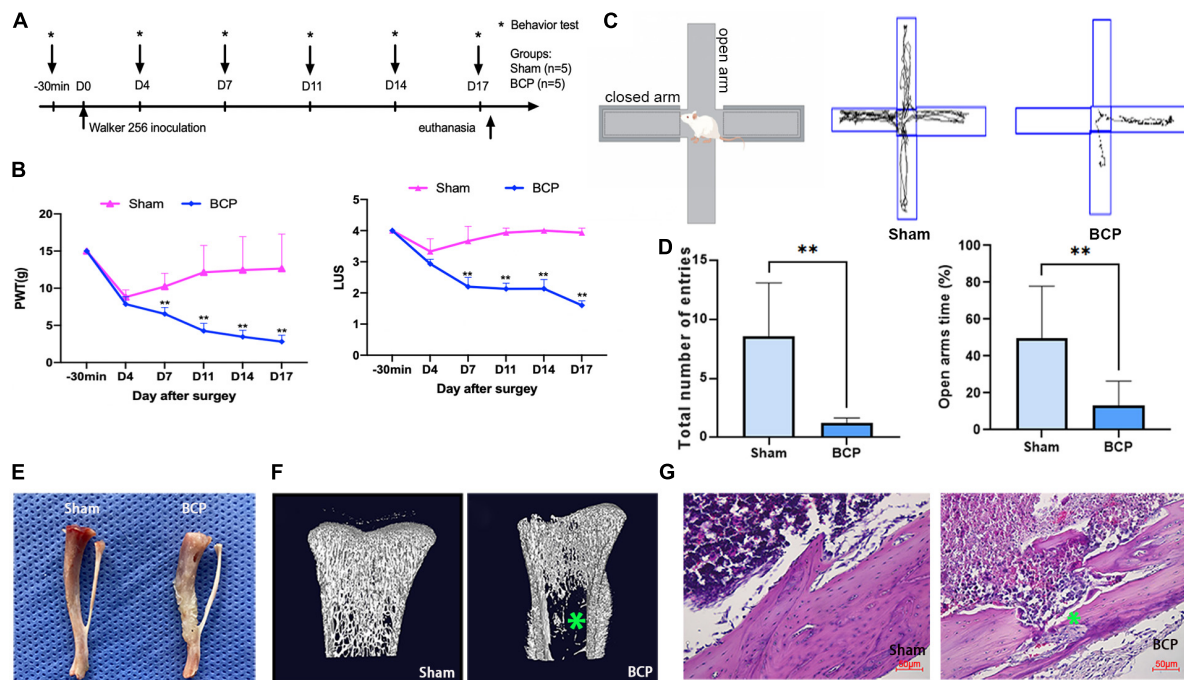 A
* * * * * *
* Behavior test
Groups:
Sham (n=5)
BCP (n=5)
-30min D0 D4 D7 D11 D14 D17
Walker 256 inoculation
euthanasia
B
Sham BCP
PWT(g)
20
15
10
5
0
** ** ** **
-30min D4 D7 D11 D14 D17
Day after surgey
Sham BCP
LUS
5
4
3
2
1
0
** ** ** **
-30min D4 D7 D11 D14 D17
Day after surgey
C
closed arm
open arm
Sham
BCP
D
Total number of entries
15
10
5
0
**
Sham BCP
Open arms time (%)
100
80
60
40
20
0
**
Sham BCP
E
Sham
BCP
F
Sham
*
BCP
G
Sham
50μm
*
BCP
50μm